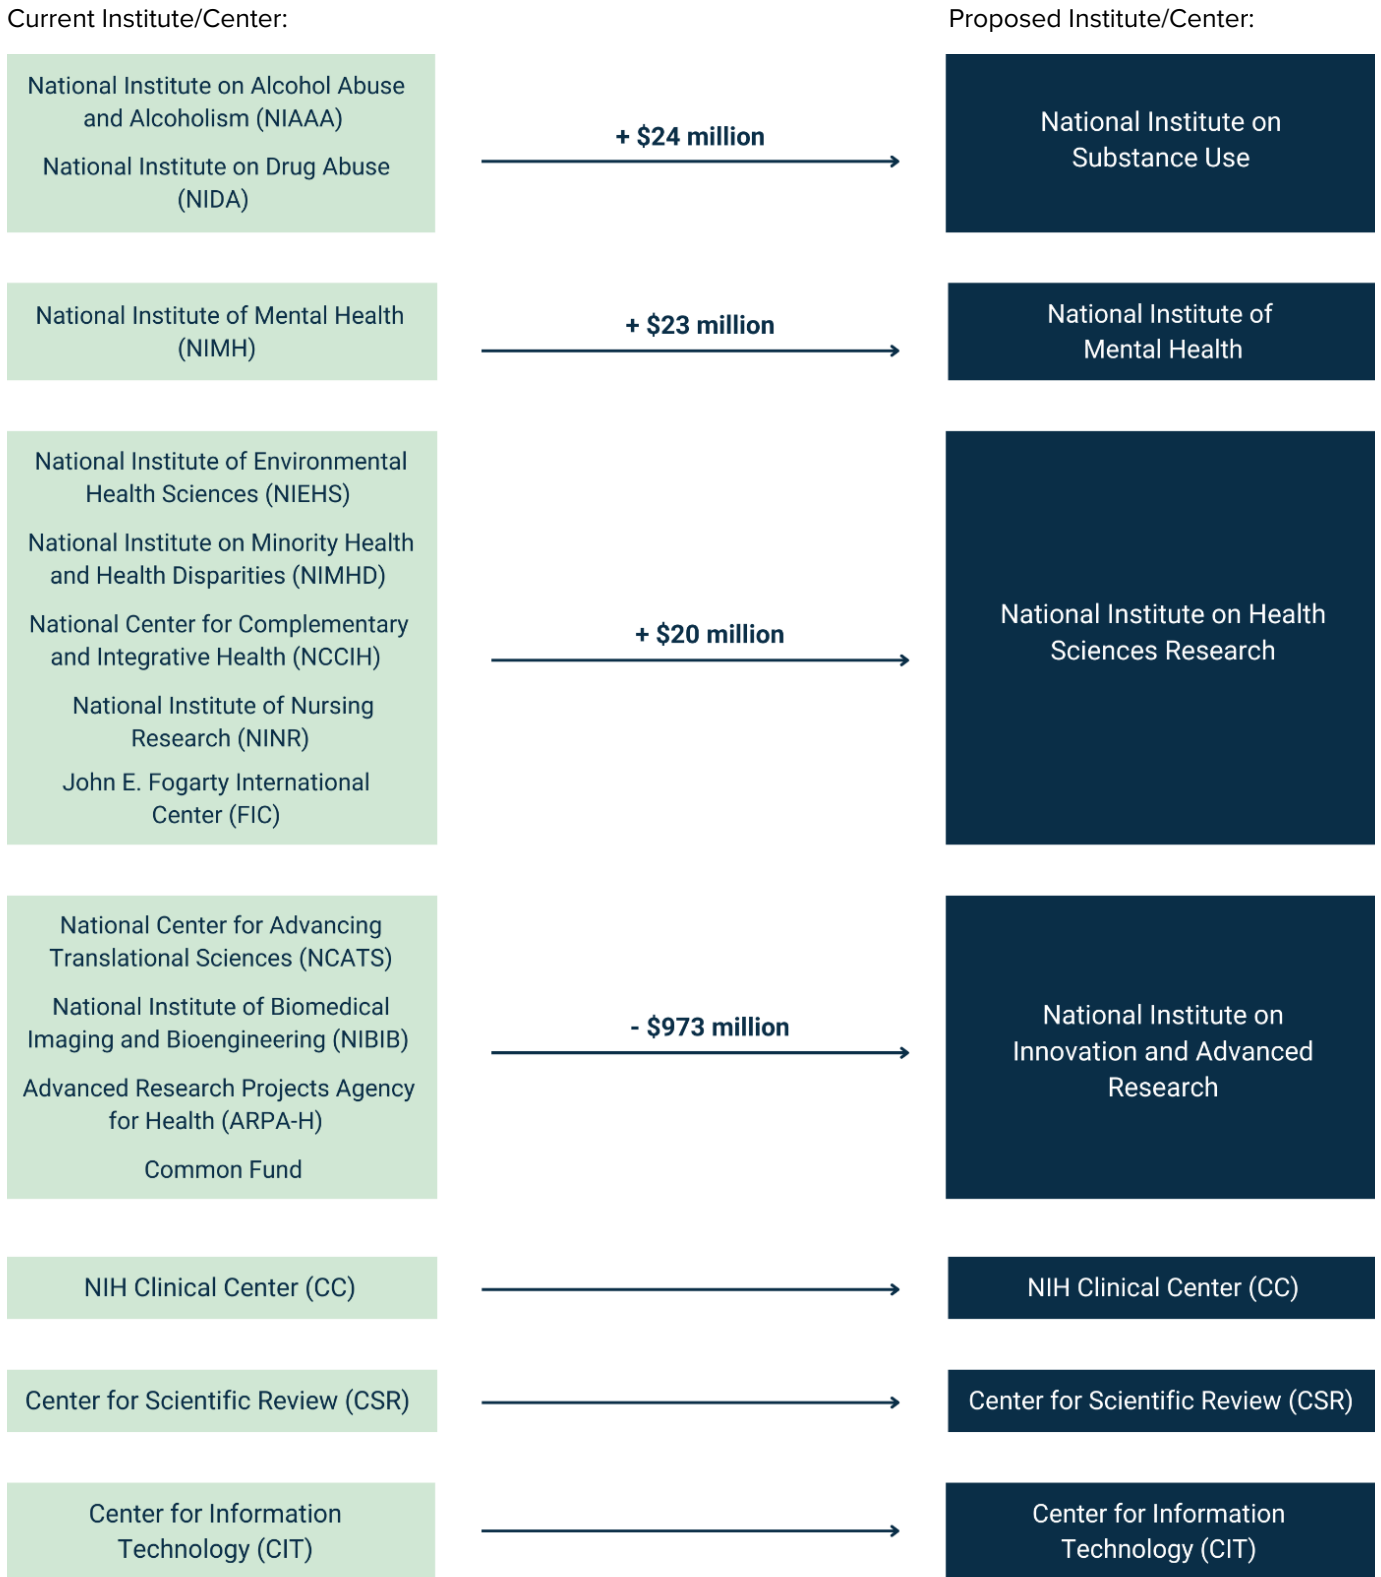 Current Institute/Center:
Proposed Institute/Center:
National Institute on Alcohol Abuse
and Alcoholism (NIAAA)
National Institute on Drug Abuse
(NIDA)
+ $24 million
National Institute on
Substance Use
National Institute of Mental Health
(NIMH)
+ $23 million
National Institute of
Mental Health
National Institute of Environmental
Health Sciences (NIEHS)
National Institute on Minority Health
and Health Disparities (NIMHD)
National Center for Complementary
and Integrative Health (NCCIH)
National Institute of Nursing
Research (NINR)
John E. Fogarty International
Center (FIC)
+ $20 million
National Institute on Health
Sciences Research
National Center for Advancing
Translational Sciences (NCATS)
National Institute of Biomedical
Imaging and Bioengineering (NIBIB)
Advanced Research Projects Agency
for Health (ARPA-H)
Common Fund
- $973 million
National Institute on
Innovation and Advanced
Research
NIH Clinical Center (CC)
NIH Clinical Center (CC)
Center for Scientific Review (CSR)
Center for Scientific Review (CSR)
Center for Information
Technology (CIT)
Center for Information
Technology (CIT)